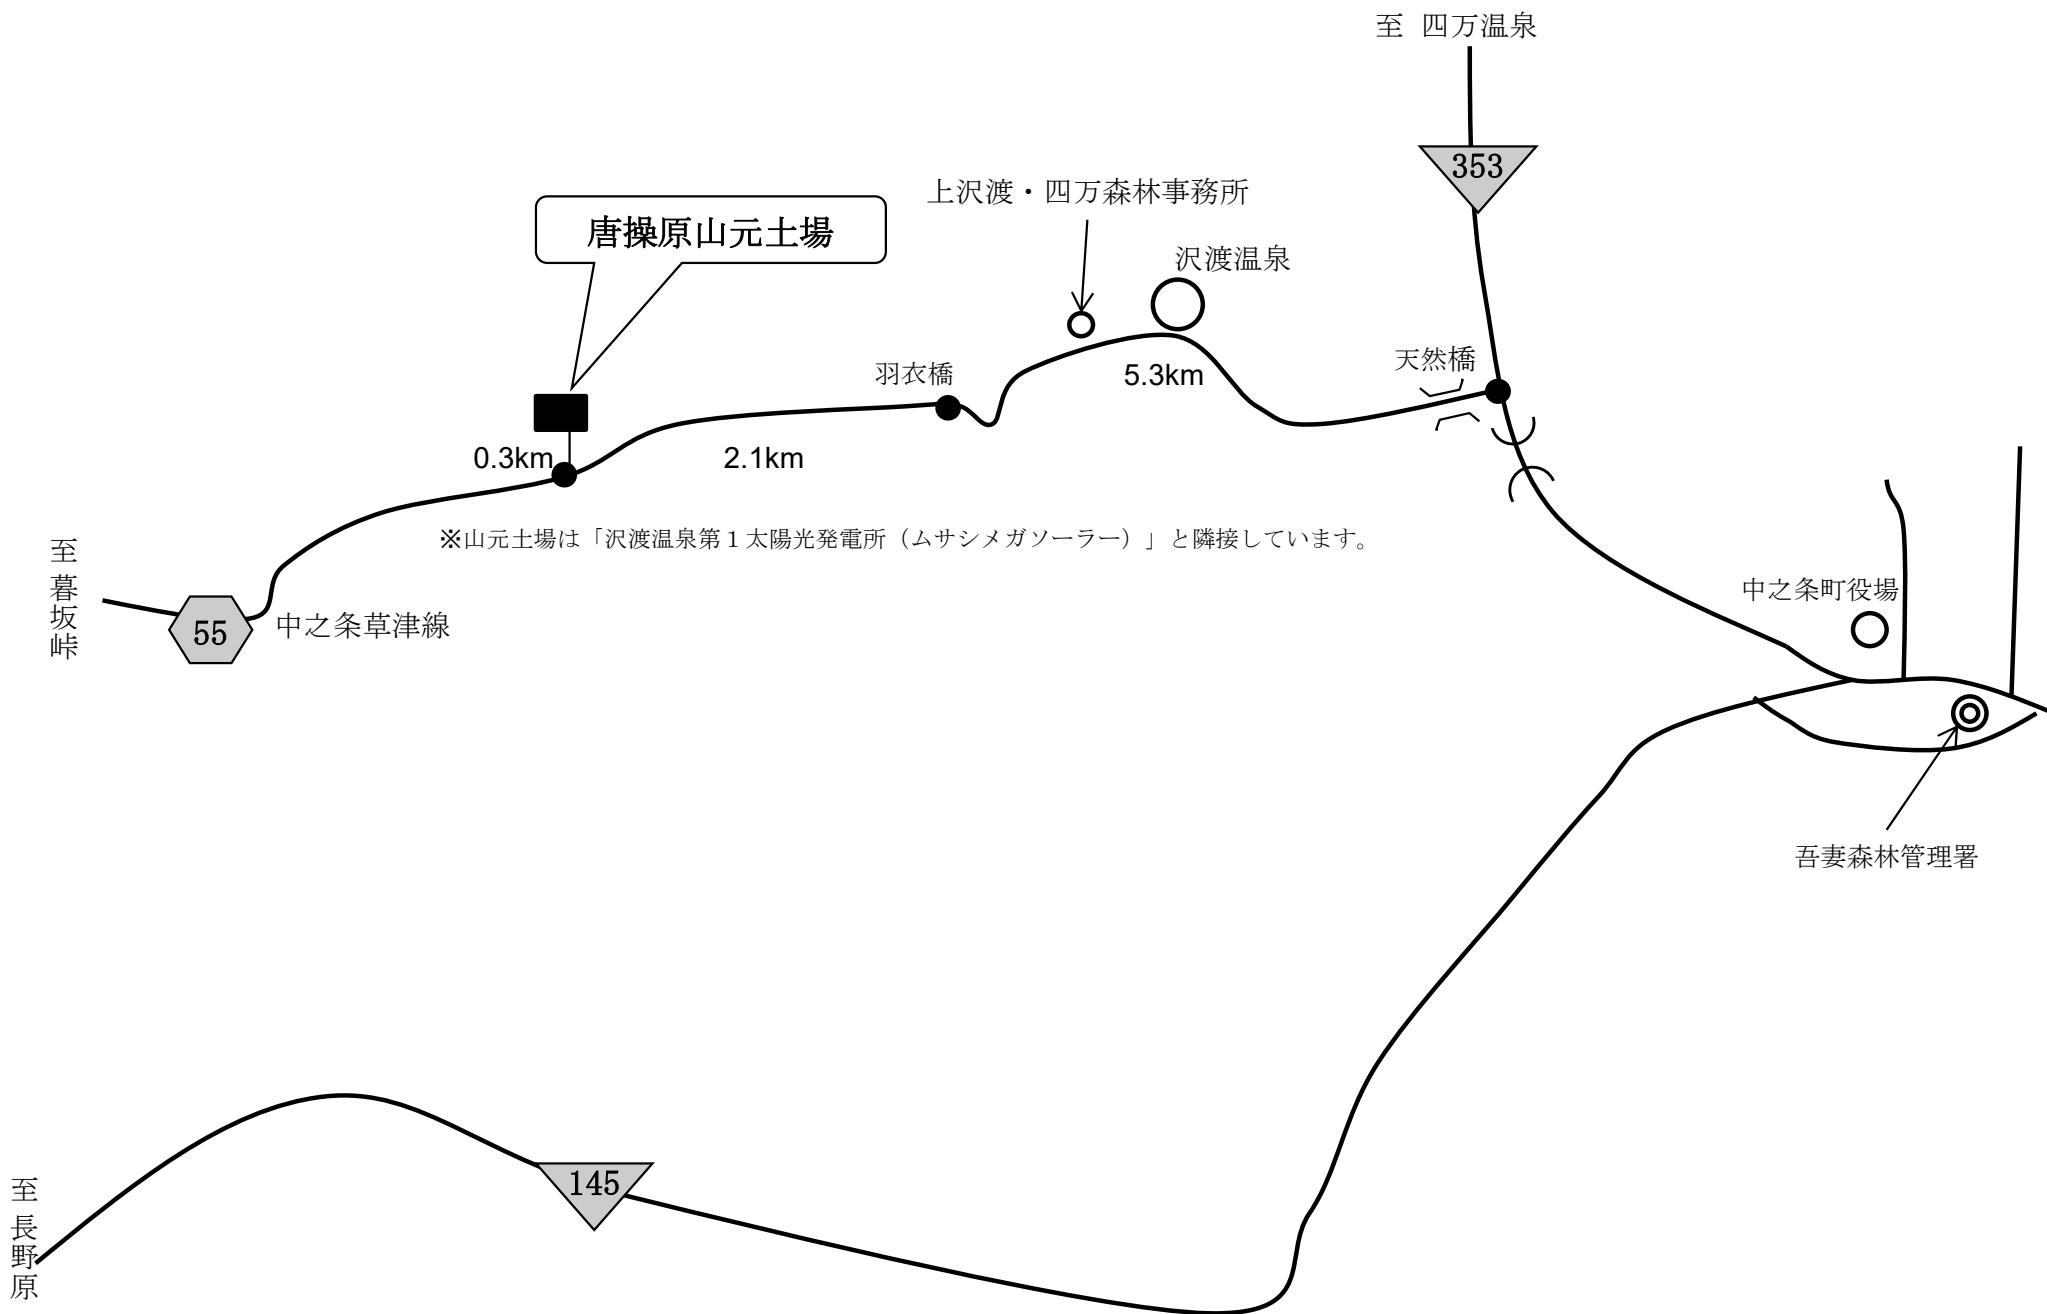 至 四万温泉
353
上沢渡・四万森林事務所
唐操原山元土場
沢渡温泉
天然橋
羽衣橋
5.3km
0.3km
2.1km
※山元土場は「沢渡温泉第１太陽光発電所（ムサシメガソーラー）」と隣接しています。
至 暮坂峠
55
中之条草津線
中之条町役場
吾妻森林管理署
145
至 長野原